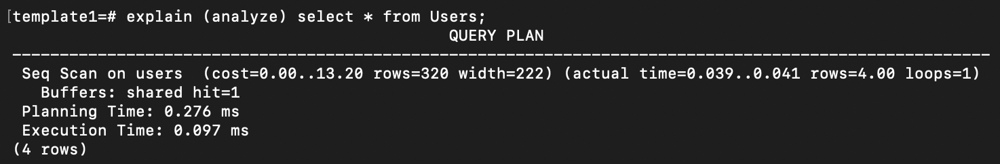 [template1=# explain (analyze) select * from Users;
QUERY PLAN
------------------------------------------------------------------------------------------------------
Seq Scan on users  (cost=0.00..13.20 rows=320 width=222) (actual time=0.039..0.041 rows=4.00 loops=1)
Buffers: shared hit=1
Planning Time: 0.276 ms
Execution Time: 0.097 ms
(4 rows)